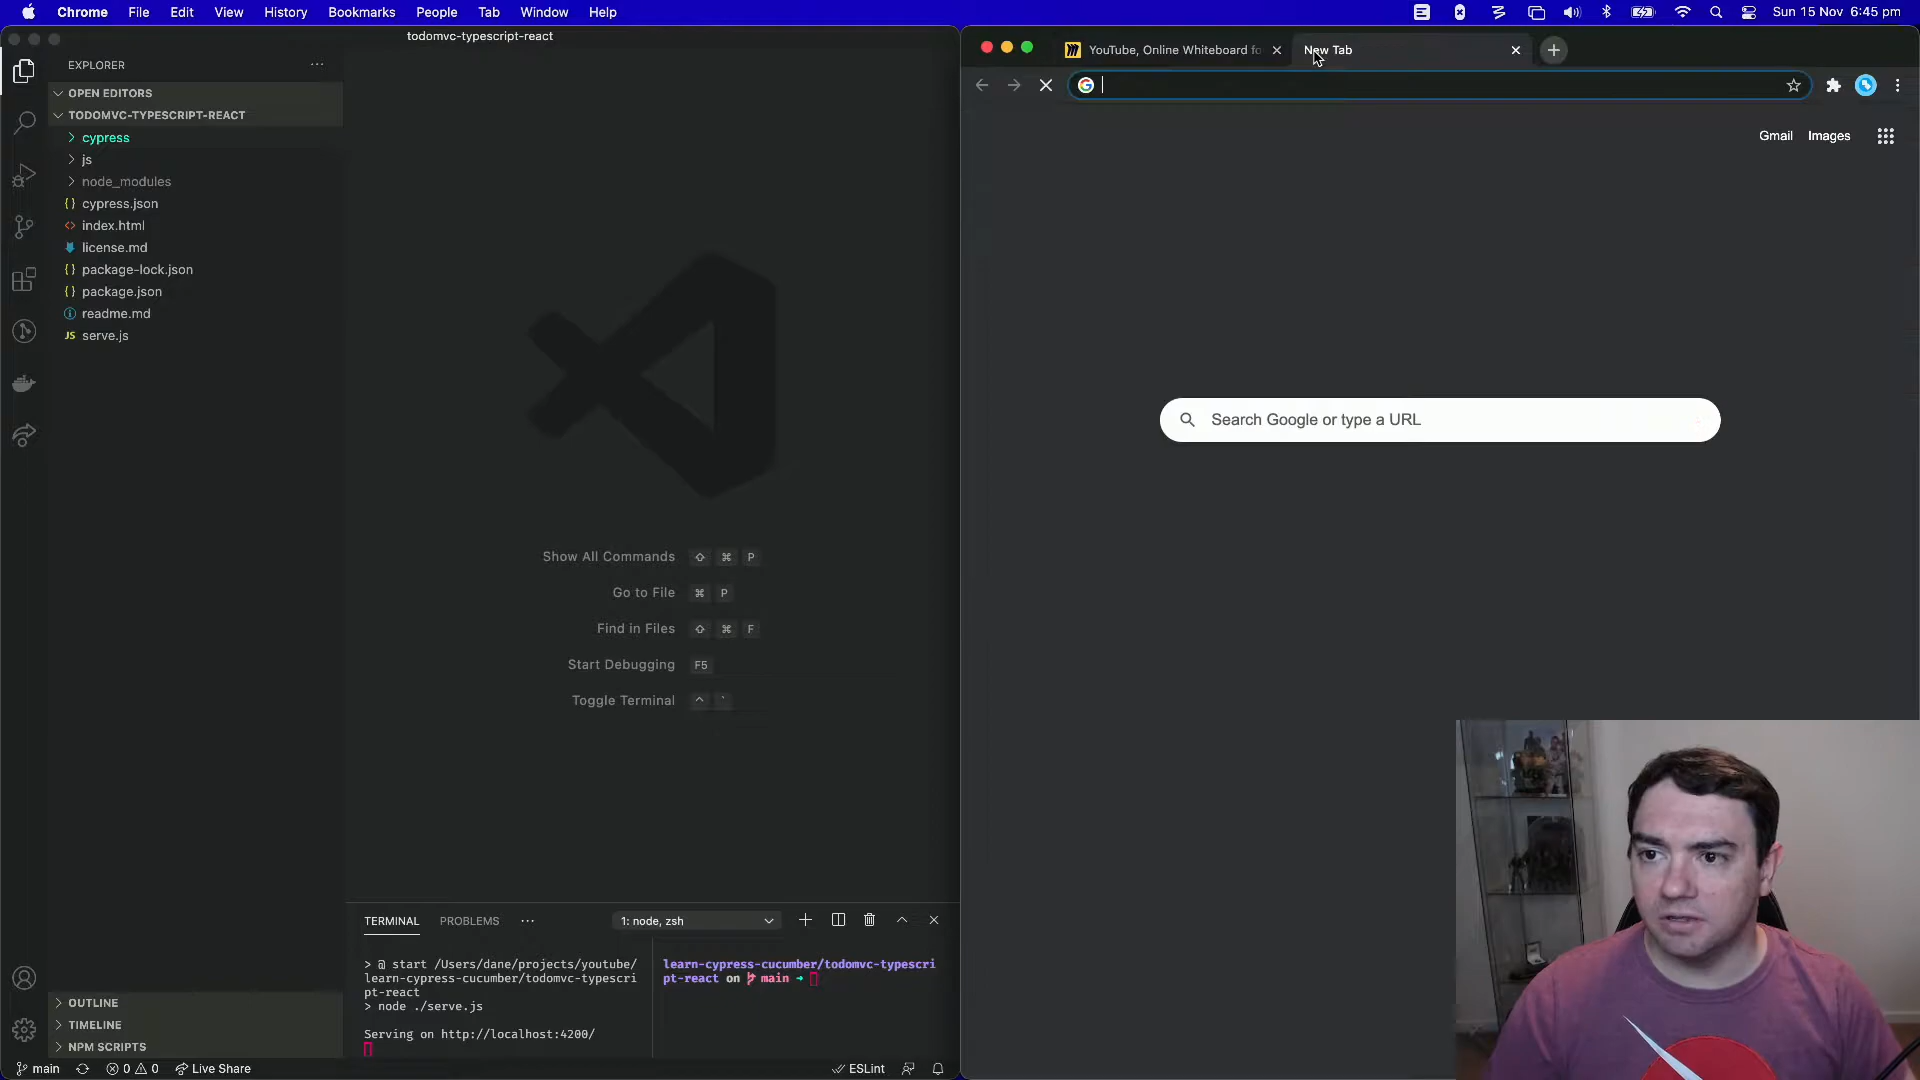 Chrome File Edit View History Bookmarks People Tab Window Help
Sun 15 Nov 6:45 pm
todomvc-typescript-react
EXPLORER
OPEN EDITORS
TODOMVC-TYPESCRIPT-REACT
cypress
js
node_modules
{} cypress.json
<> index.html
license.md
{} package-lock.json
{} package.json
readme.md
JS serve.js
Show All Commands ⇧ ⌘ P
Go to File ⌘ P
Find in Files ⇧ ⌘ F
Start Debugging F5
Toggle Terminal ^ `
TERMINAL PROBLEMS ···
1: node, zsh
> @ start /Users/dane/projects/youtube/
learn-cypress-cucumber/todomvc-typescri
pt-react
> node ./serve.js
Serving on http://localhost:4200/
learn-cypress-cucumber/todomvc-typescri
pt-react on main →
OUTLINE
TIMELINE
NPM SCRIPTS
main 0 0 Live Share
ESLint
YouTube, Online Whiteboard fo
New Tab
Gmail Images
Search Google or type a URL